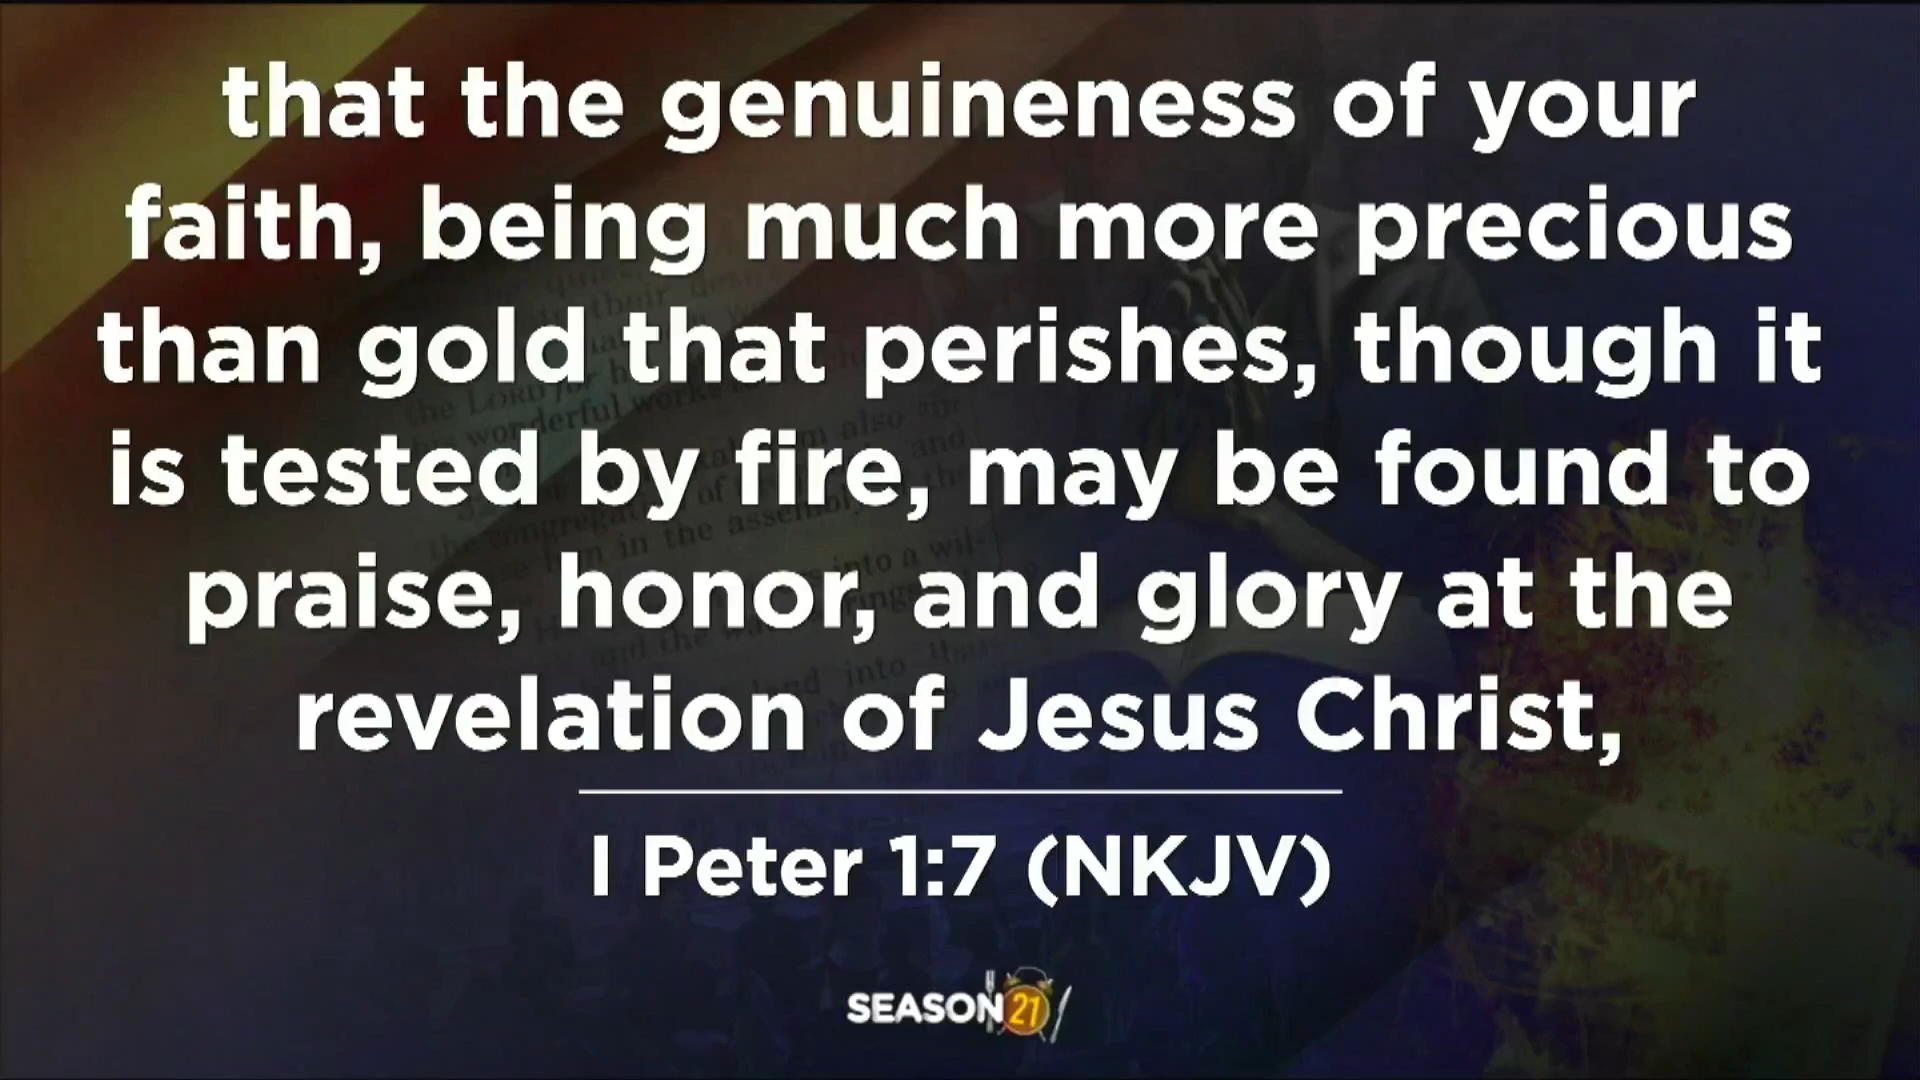 that the genuineness of your
faith, being much more precious
than gold that perishes, though it
is tested by fire, may be found to
praise, honor, and glory at the
revelation of Jesus Christ,
I Peter 1:7 (NKJV)
SEASON 21